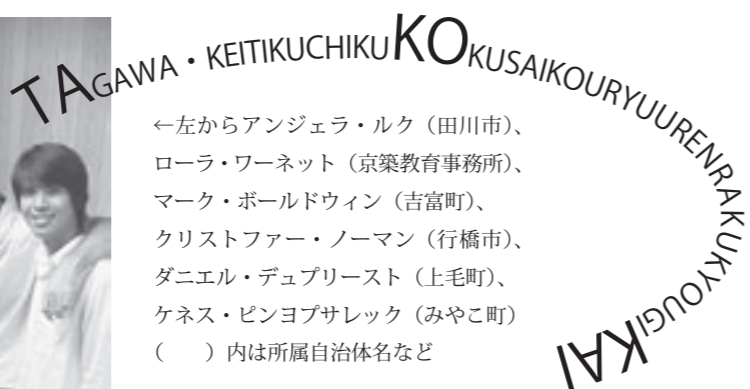 TAGAWA・KEITIKUCHIKUKOKUSAIKOURYUURENRAKUKYOUGIKAI
←左からアンジェラ・ルク（田川市）、
ローラ・ワーネット（京築教育事務所）、
マーク・ボールドウィン（吉富町）、
クリストファー・ノーマン（行橋市）、
ダニエル・デュプリースト（上毛町）、
ケネス・ピンヨプサレック（みやこ町）
（　　）内は所属自治体名など